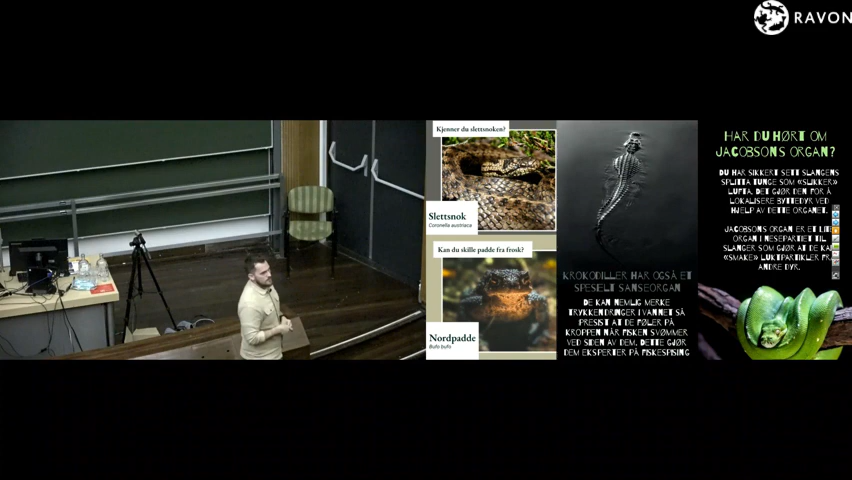 RAVON
Kjenner du slettsnoken?
Slettsnok
Coronella austriaca
Kan du skille padde fra frosk?
Nordpadde
Bufo bufo
KROKODILLER HAR OGSÅ ET
SPESIELT SANSEORGAN
DE KAN NEMLIG MERKE
TRYKKENDRINGER I VANNET SÅ
PRESIST AT DE FØLER PÅ
KROPPEN NÅR FISKEN SVØMMER
VED SIDEN AV DEM. DETTE GJØR
DEM EKSPERTER PÅ FISKESPISING
HAR DU HØRT OM
JACOBSONS ORGAN?
DU HAR SIKKERT SETT SLANGENS
SPLITTA TUNGE SOM «SLIKKER»
LUFTA. DET GJØR DEN FOR Å
LOKALISERE BYTTEDYR VED
HJELP AV DETTE ORGANET.
JACOBSONS ORGAN ER ET
ORGAN I NESEPARTIET TIL
SLANGER SOM GJØR AT DE
«SMAKE» LUKTPARTIKLER
ANDRE DYR.